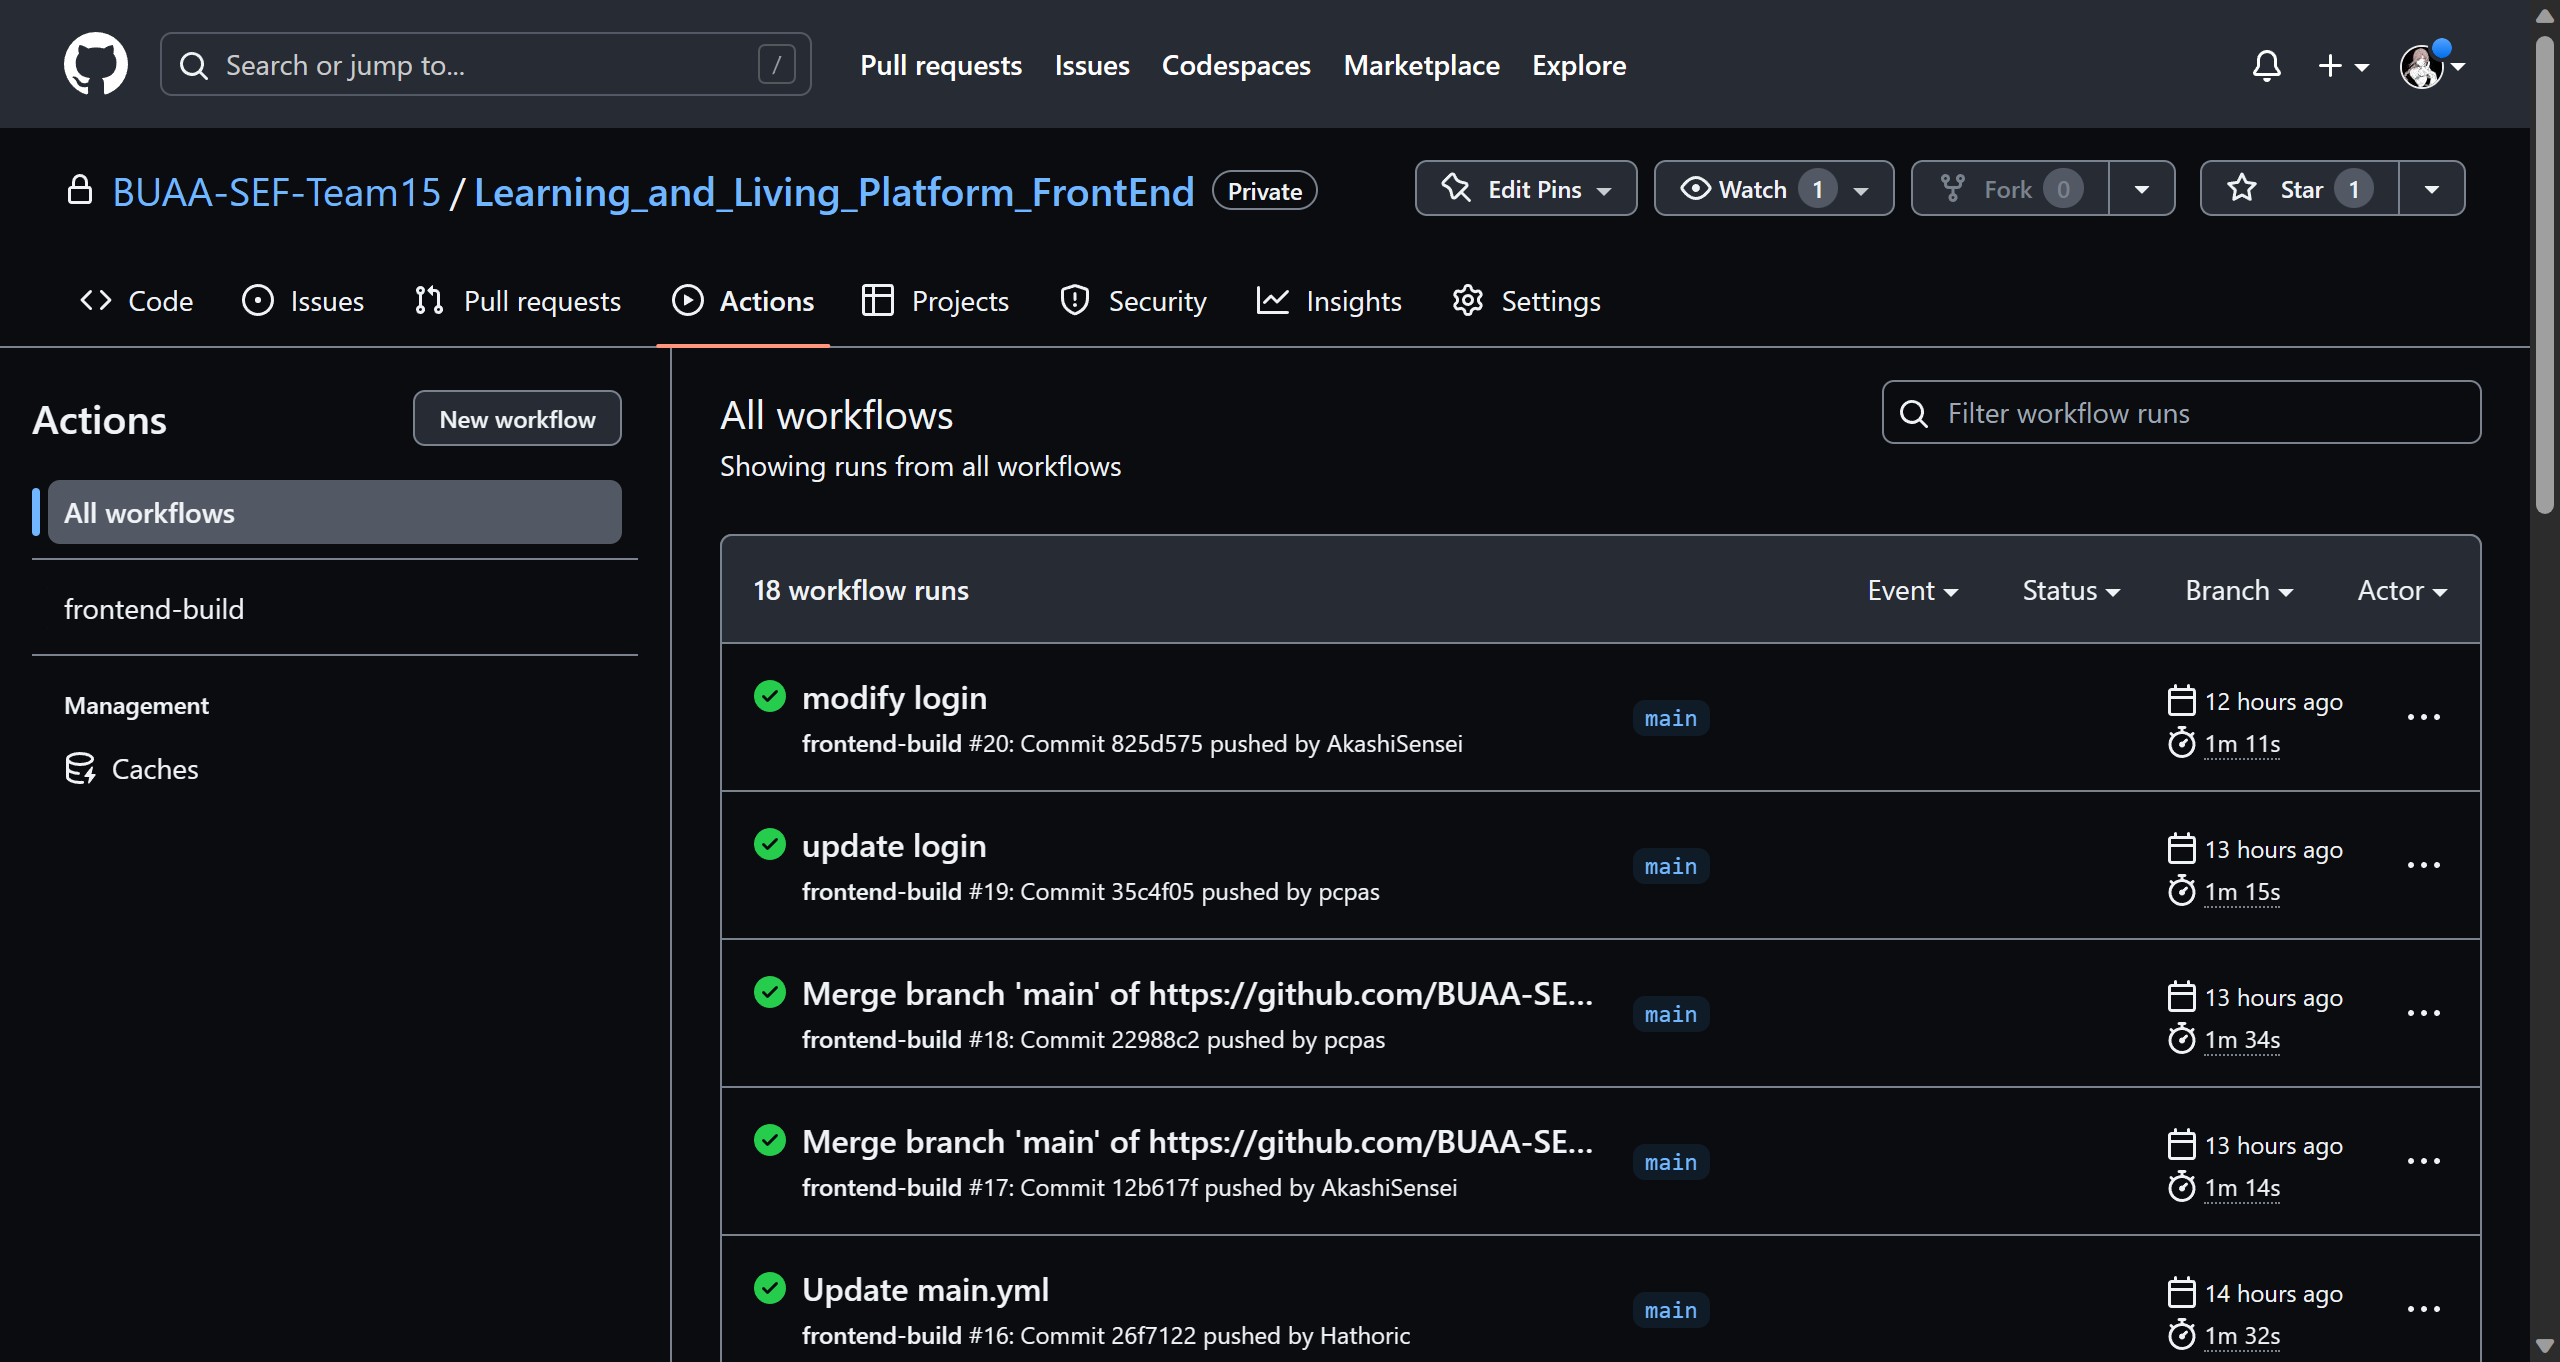 Search or jump to... /
Pull requests Issues Codespaces Marketplace Explore
BUAA-SEF-Team15 / Learning_and_Living_Platform_FrontEnd Private
Edit Pins Watch 1 Fork 0 Star 1
Code Issues Pull requests Actions Projects Security Insights Settings
Actions
New workflow
All workflows
frontend-build
Management
Caches
All workflows
Showing runs from all workflows
Filter workflow runs
18 workflow runs
Event Status Branch Actor
modify login
frontend-build #20: Commit 825d575 pushed by AkashiSensei
main
12 hours ago
1m 11s
update login
frontend-build #19: Commit 35c4f05 pushed by pcpas
main
13 hours ago
1m 15s
Merge branch 'main' of https://github.com/BUAA-SE...
frontend-build #18: Commit 22988c2 pushed by pcpas
main
13 hours ago
1m 34s
Merge branch 'main' of https://github.com/BUAA-SE...
frontend-build #17: Commit 12b617f pushed by AkashiSensei
main
13 hours ago
1m 14s
Update main.yml
frontend-build #16: Commit 26f7122 pushed by Hathoric
main
14 hours ago
1m 32s